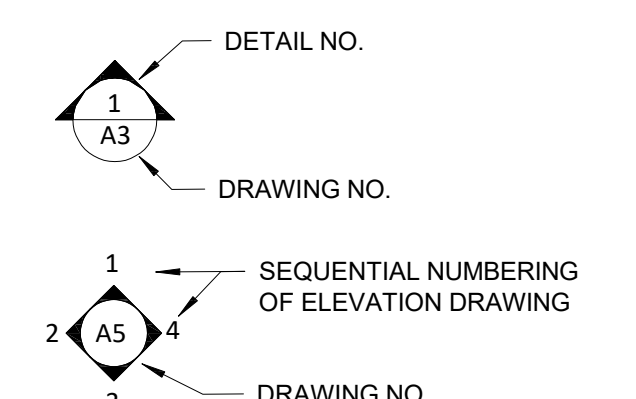 DETAIL NO.
1
A3
DRAWING NO.
1
SEQUENTIAL NUMBERING
OF ELEVATION DRAWING
2
A5
4
DRAWING NO.